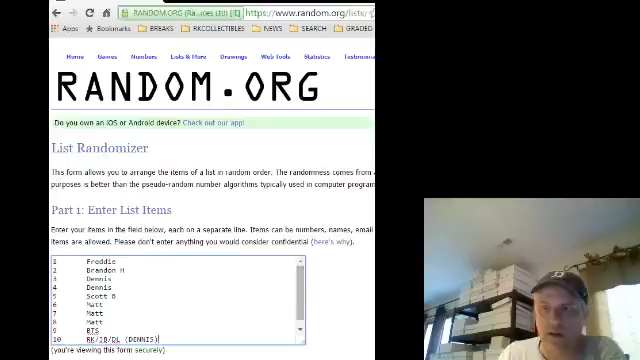 RANDOM.ORG https://www.random.org/lists/
Apps Bookmarks BREAKS RKCOLLECTIBLES NEWS SEARCH GRADED
Home Games Numbers Lists & More Drawings Web Tools Statistics
RANDOM.ORG
Do you own an iOS or Android device? Check out our app!
List Randomizer
This form allows you to arrange the items of a list in random order. The randomness comes from
purposes is better than the pseudo-random number algorithms typically used in computer
Part 1: Enter List Items
Enter your items in the field below, each on a separate line. Items can be numbers, names, email
items are allowed. Please don't enter anything you would consider confidential (here's why).
1 Freddie
2 Brandon H
3 Dennis
4 Dennis
5 Scott B
6 Matt
7 Matt
8 Matt
9 BTS
10 RK/IB/DL (DENNIS)
(you're viewing this form securely)